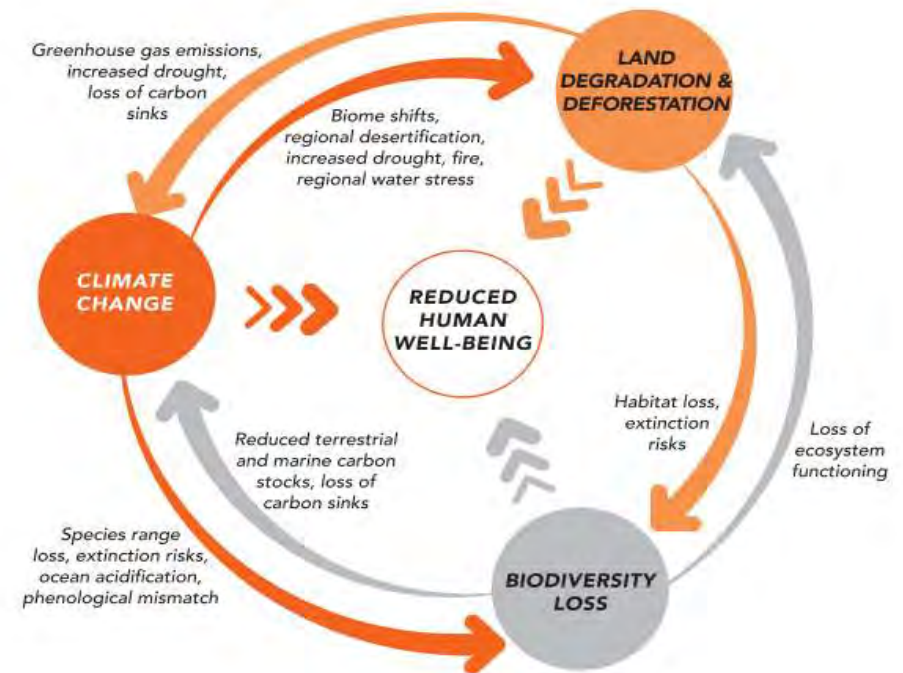 Greenhouse gas emissions,
increased drought,
loss of carbon
sinks
LAND
DEGRADATION &
DEFORESTATION
Biome shifts,
regional desertification,
increased drought, fire,
regional water stress
CLIMATE
CHANGE
REDUCED
HUMAN
WELL-BEING
Habitat loss,
extinction
risks
Loss of
ecosystem
functioning
Reduced terrestrial
and marine carbon
stocks, loss of
carbon sinks
Species range
loss, extinction risks,
ocean acidification,
phenological mismatch
BIODIVERSITY
LOSS